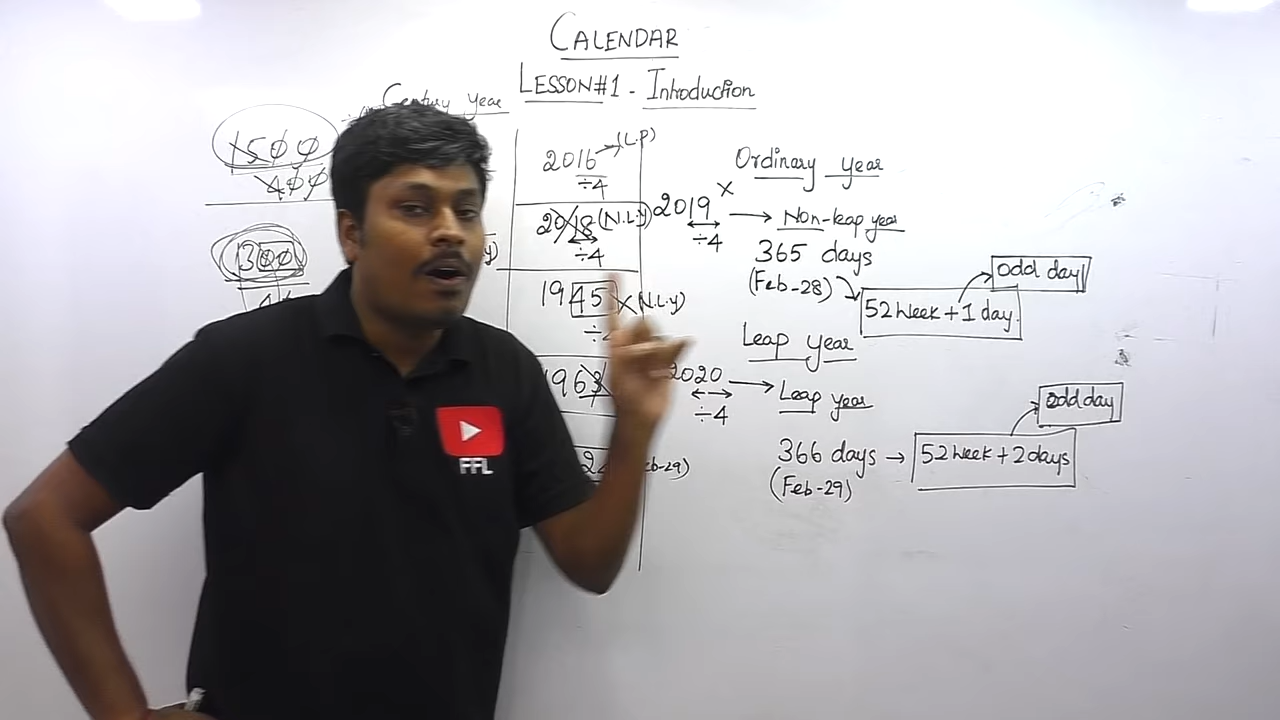 CALENDAR
LESSON#1 - Introduction
Century year
1500
400
1300
2016 → (L.P)
÷4
2018 (N.L.y)
÷4
1945 x (N.L.y)
÷4
1963
Feb-29)
2019 x
÷4
2020
÷4
Ordinary year
Non-leap year
365 days
(Feb-28)
52 week + 1 day.
odd day
Leap year
Leap year
366 days → 52 week + 2 days
(Feb-29)
odd day
FFL